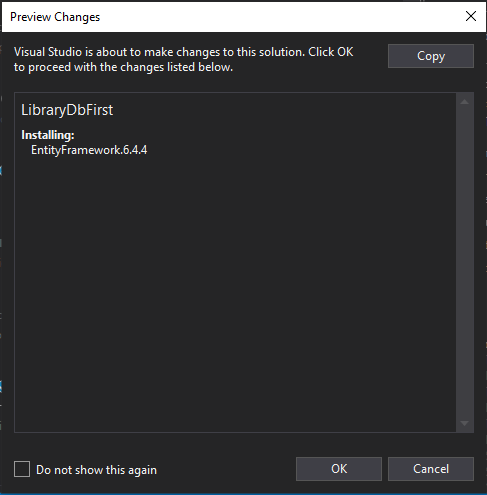 Preview Changes
Visual Studio is about to make changes to this solution. Click OK
to proceed with the changes listed below.
Copy
LibraryDbFirst
Installing:
EntityFramework.6.4.4
Do not show this again
OK
Cancel